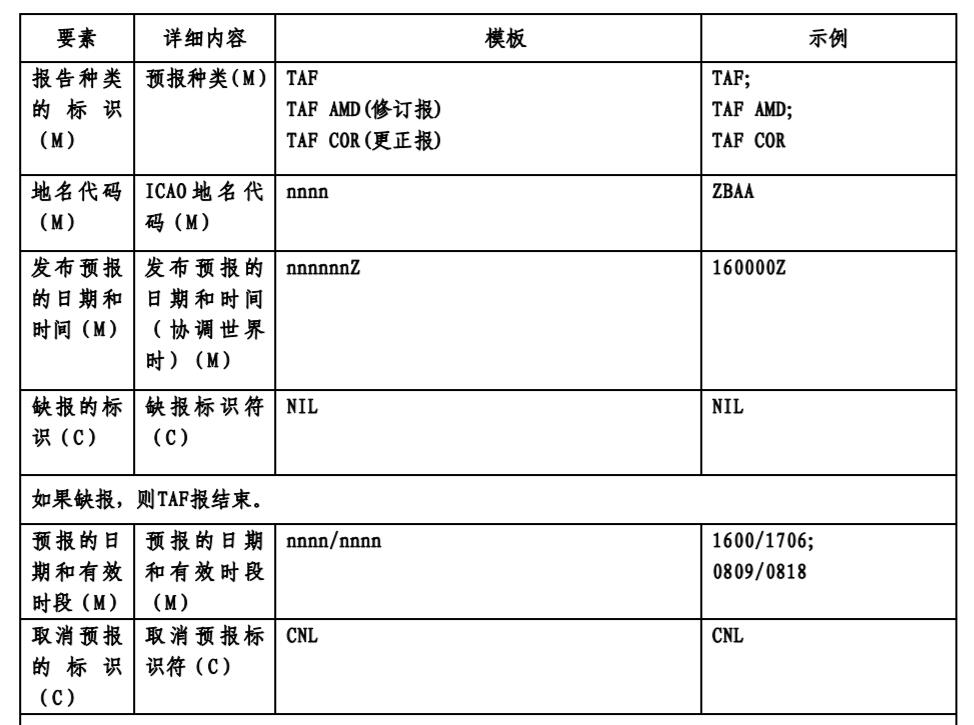 要素 详细内容 模板 示例
报告种类 预报种类(M) TAF TAF;
的标识 TAF AMD(修订报) TAF AMD;
(M) TAF COR(更正报) TAF COR
地名代码 ICAO地名代 nnnn ZBAA
(M) 码(M)
发布预报 发布预报的 nnnnnnZ 160000Z
的日期和 日期和时间
时间(M) (协调世界
时)(M)
缺报的标 缺报标识符 NIL NIL
识(C) (C)
如果缺报，则TAF报结束。
预报的日 预报的日期 nnnn/nnnn 1600/1706;
期和有效 和有效时段 0809/0818
时段(M) (M)
取消预报 取消预报标 CNL CNL
的标识 识符(C)
(C)